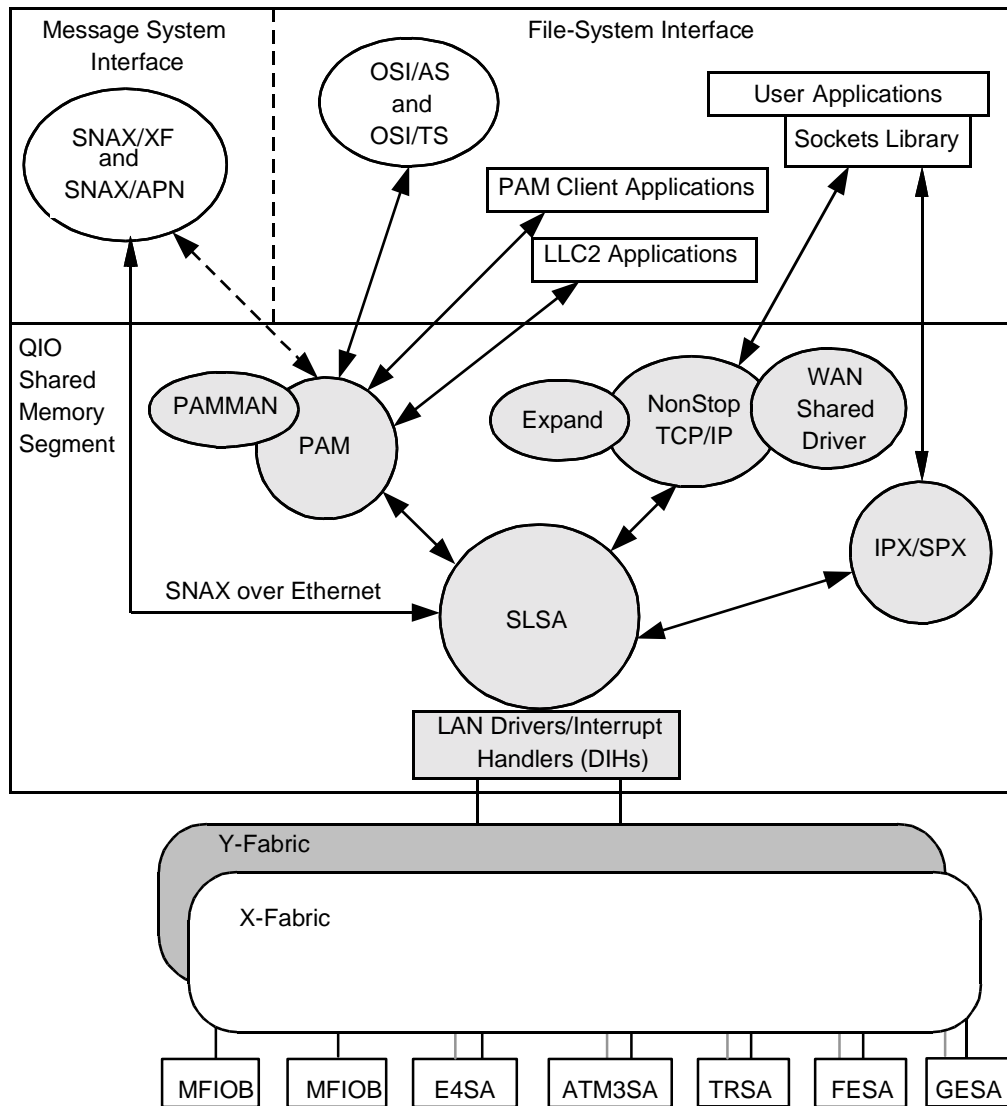 Message System
Interface
File-System Interface
OSI/AS
and
OSI/TS
User Applications
Sockets Library
SNAX/XF
and
SNAX/APN
PAM Client Applications
LLC2 Applications
QIO
Shared
Memory
Segment
PAMMAN
PAM
Expand
NonStop
TCP/IP
WAN
Shared
Driver
IPX/SPX
SNAX over Ethernet
SLSA
LAN Drivers/Interrupt
Handlers (DIHs)
Y-Fabric
X-Fabric
MFIOB
MFIOB
E4SA
ATM3SA
TRSA
FESA
GESA